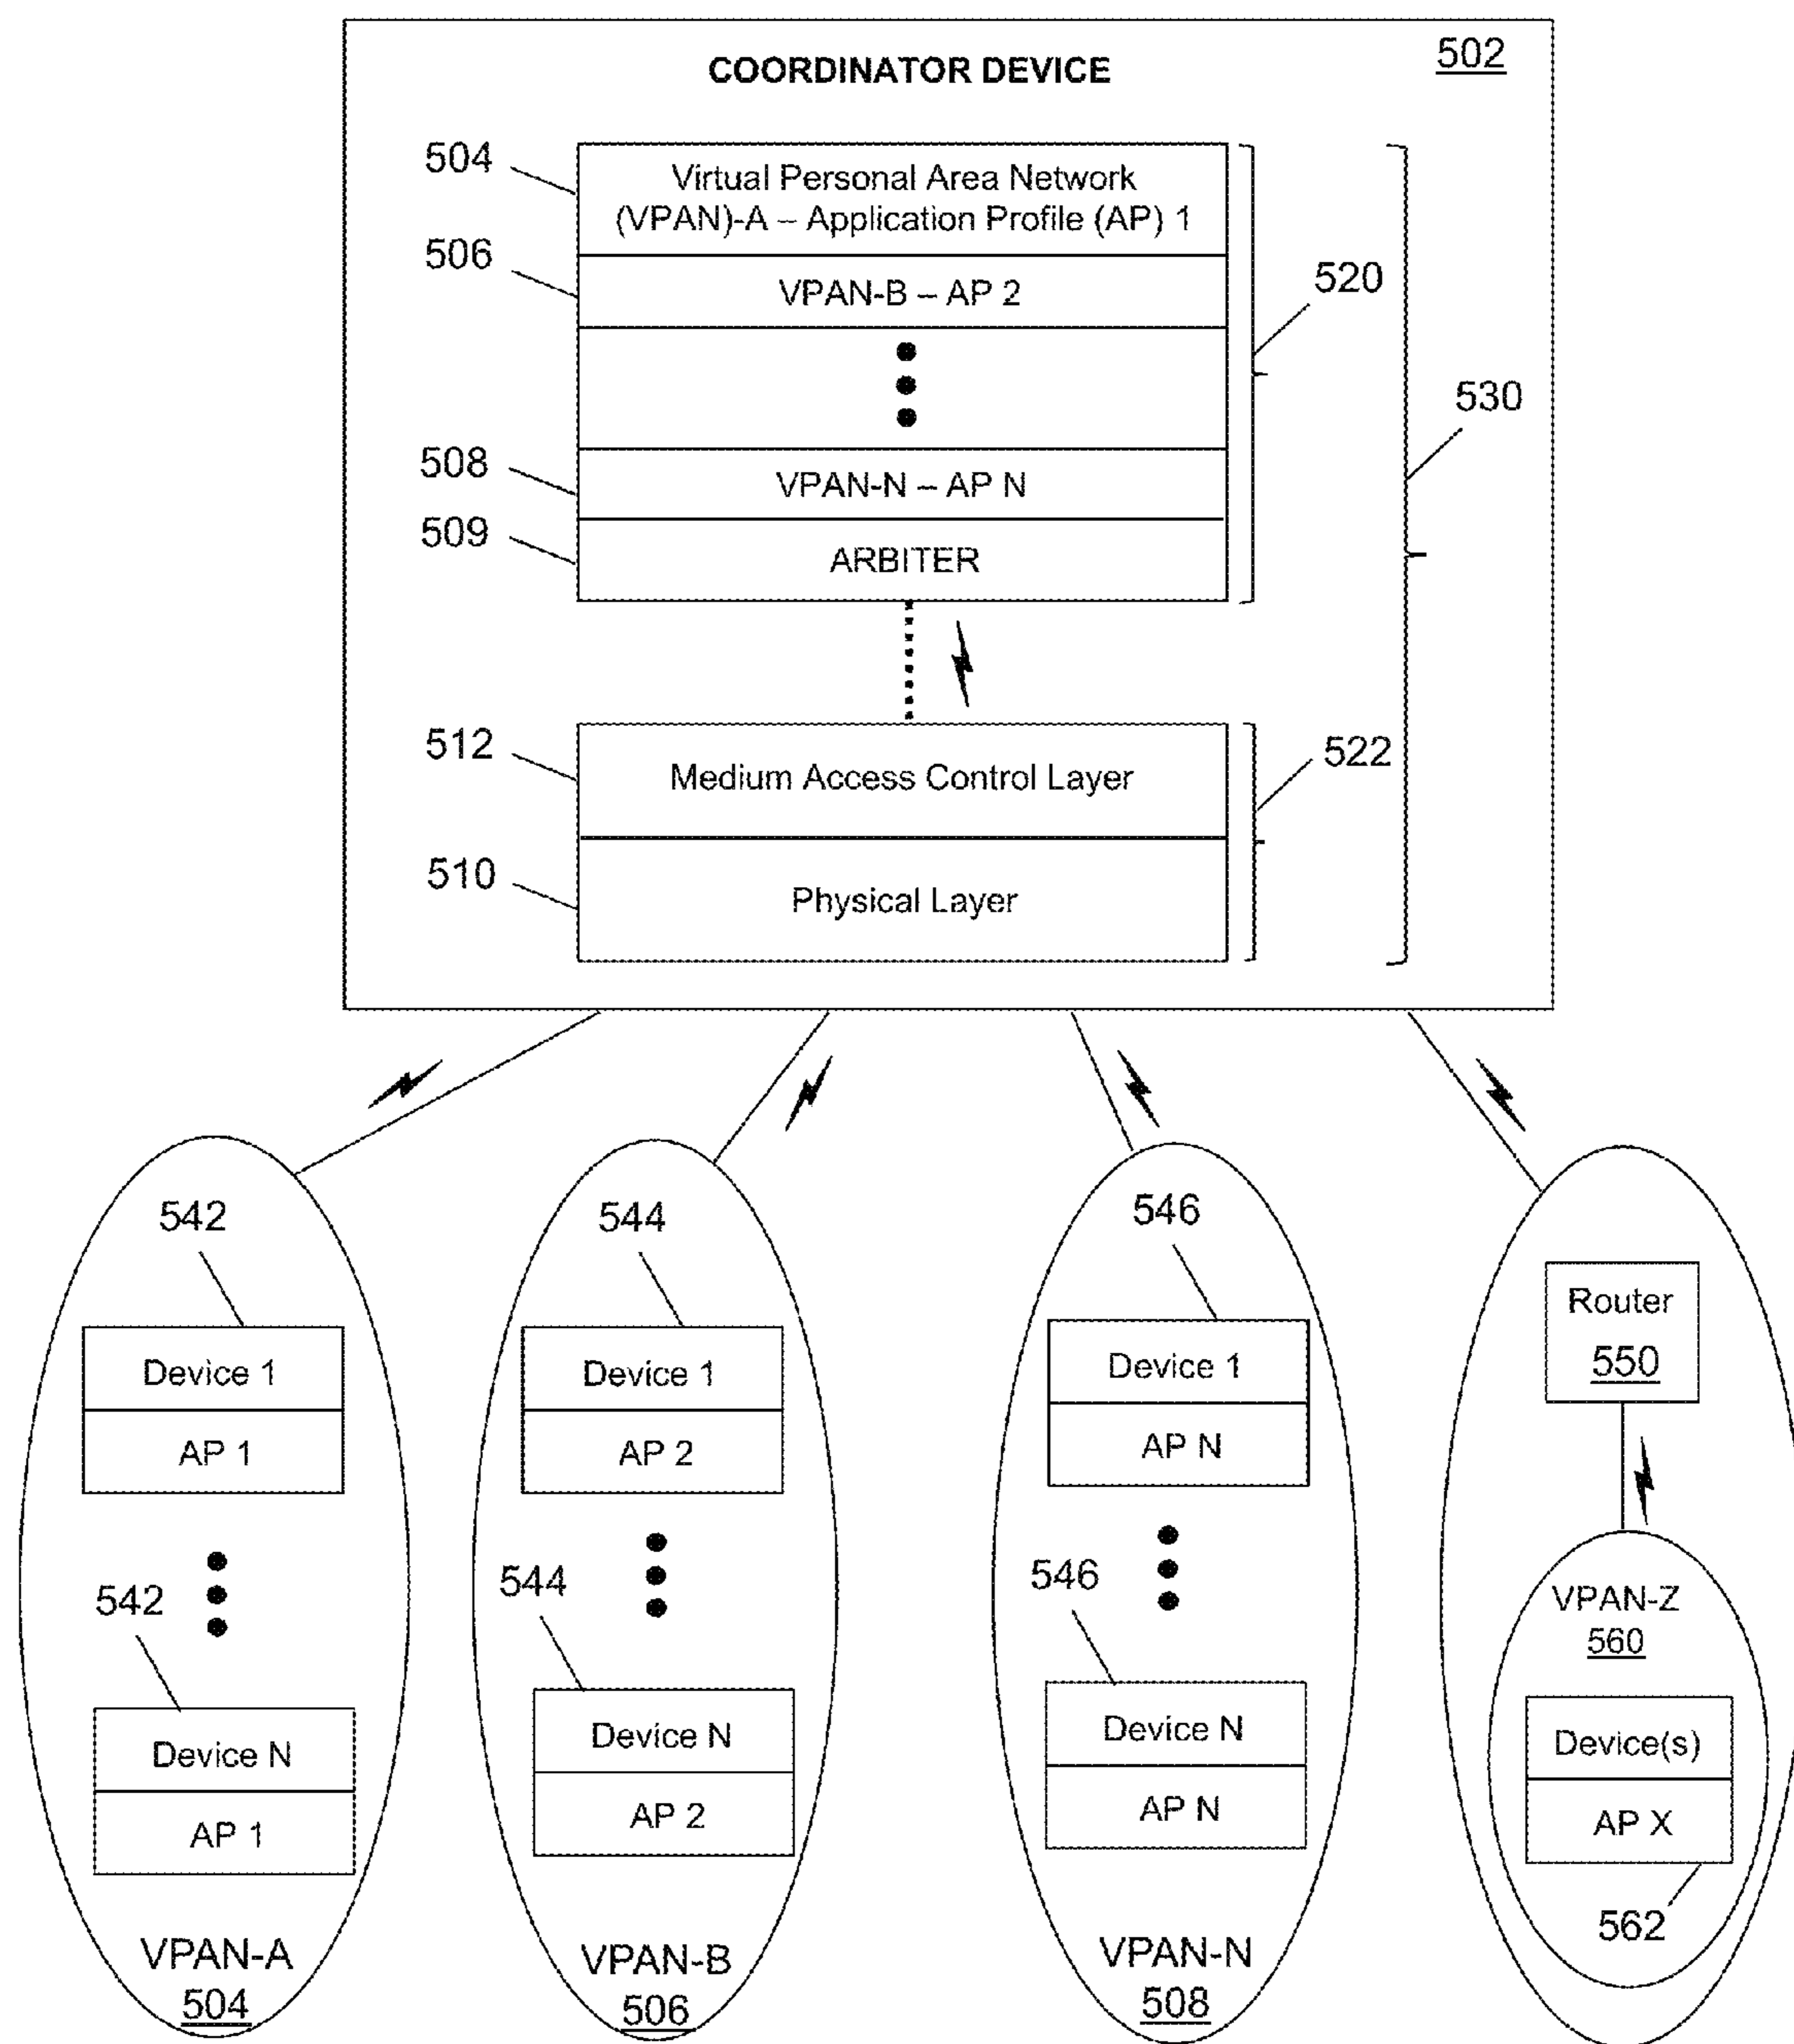 502
COORDINATOR DEVICE
504
Virtual Personal Area Network
(VPAN)-A – Application Profile (AP) 1
506
VPAN-B – AP 2
520
530
508
VPAN-N – AP N
509
ARBITER
512
Medium Access Control Layer
522
510
Physical Layer
542
Device 1
AP 1
542
Device N
AP 1
VPAN-A
504
544
Device 1
AP 2
544
Device N
AP 2
VPAN-B
506
546
Device 1
AP N
546
Device N
AP N
VPAN-N
508
Router
550
VPAN-Z
560
Device(s)
AP X
562